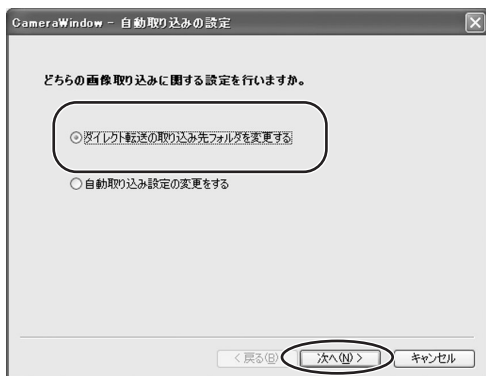 CameraWindow - 自動取り込みの設定
どちらの画像取り込みに関する設定を行いますか。
ダイレクト転送の取り込み先フォルダを変更する
自動取り込み設定の変更をする
< 戻る(B) 次へ(N) > キャンセル